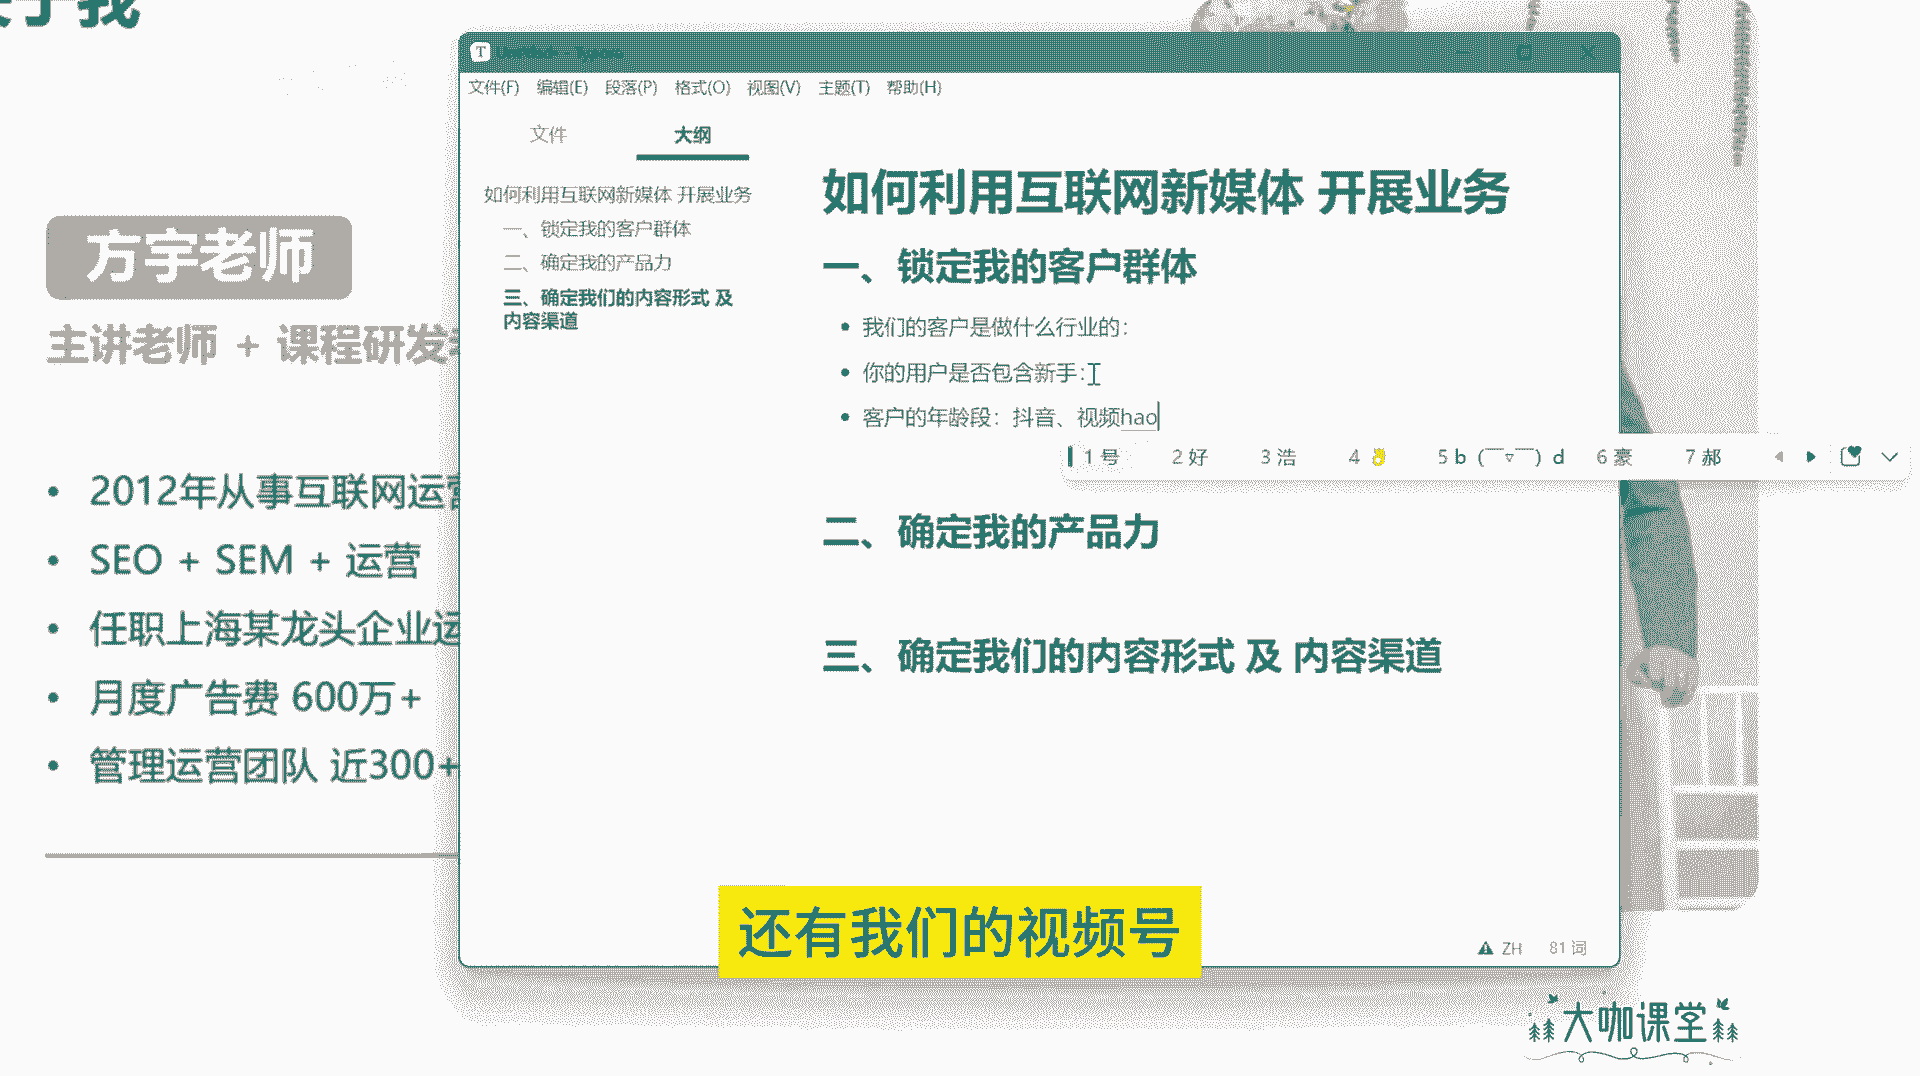 方宇老师
主讲老师 + 课程研发
2012年从事互联网运营
SEO + SEM + 运营
任职上海某龙头企业运
月度广告费 600万+
管理运营团队 近300+
文件(F) 编辑(E) 段落(P) 格式(O) 视图(V) 主题(T) 帮助(H)
文件 大纲
如何利用互联网新媒体 开展业务
一、锁定我的客户群体
二、确定我的产品力
三、确定我们的内容形式 及
内容渠道
如何利用互联网新媒体 开展业务
一、锁定我的客户群体
我们的客户是做什么行业的：
你的用户是否包含新手：
客户的年龄段：抖音、视频hao
1 号 2 好 3 浩 4 👌 5 b (￣▽￣) d 6 豪 7 郝
二、确定我的产品力
三、确定我们的内容形式 及 内容渠道
还有我们的视频号
ZH 81 词
大咖课堂